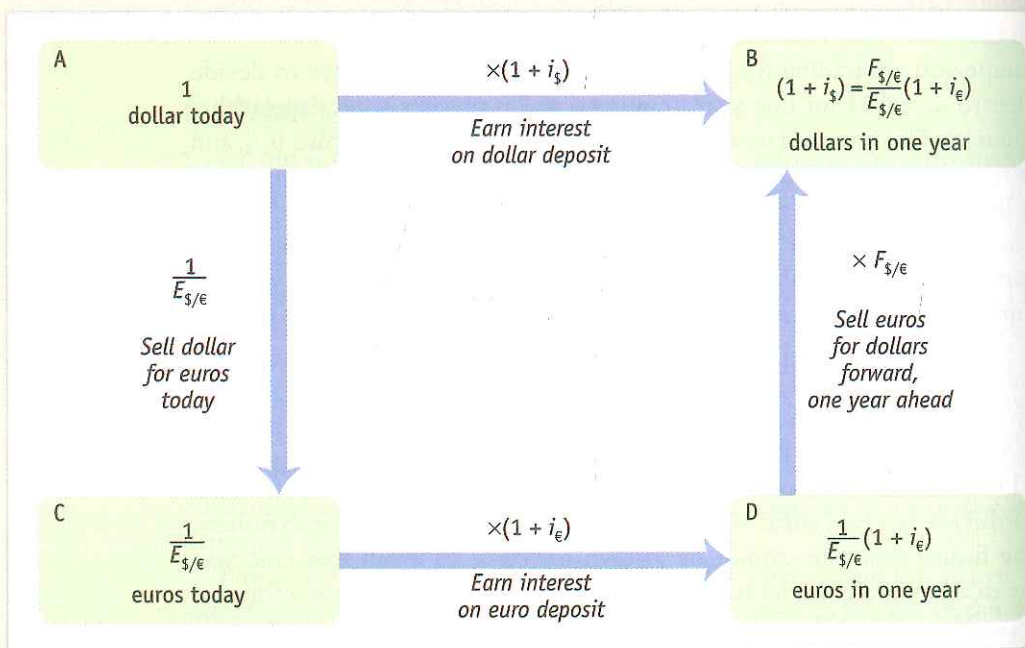 A
1
dollar today
×(1 + i$)
Earn interest
on dollar deposit
B
(1 + i$) = F$/€/E$/€ (1 + i€)
dollars in one year
1/E$/€
Sell dollar
for euros
today
× F$/€
Sell euros
for dollars
forward,
one year ahead
C
1/E$/€
euros today
×(1 + i€)
Earn interest
on euro deposit
D
1/E$/€ (1 + i€)
euros in one year